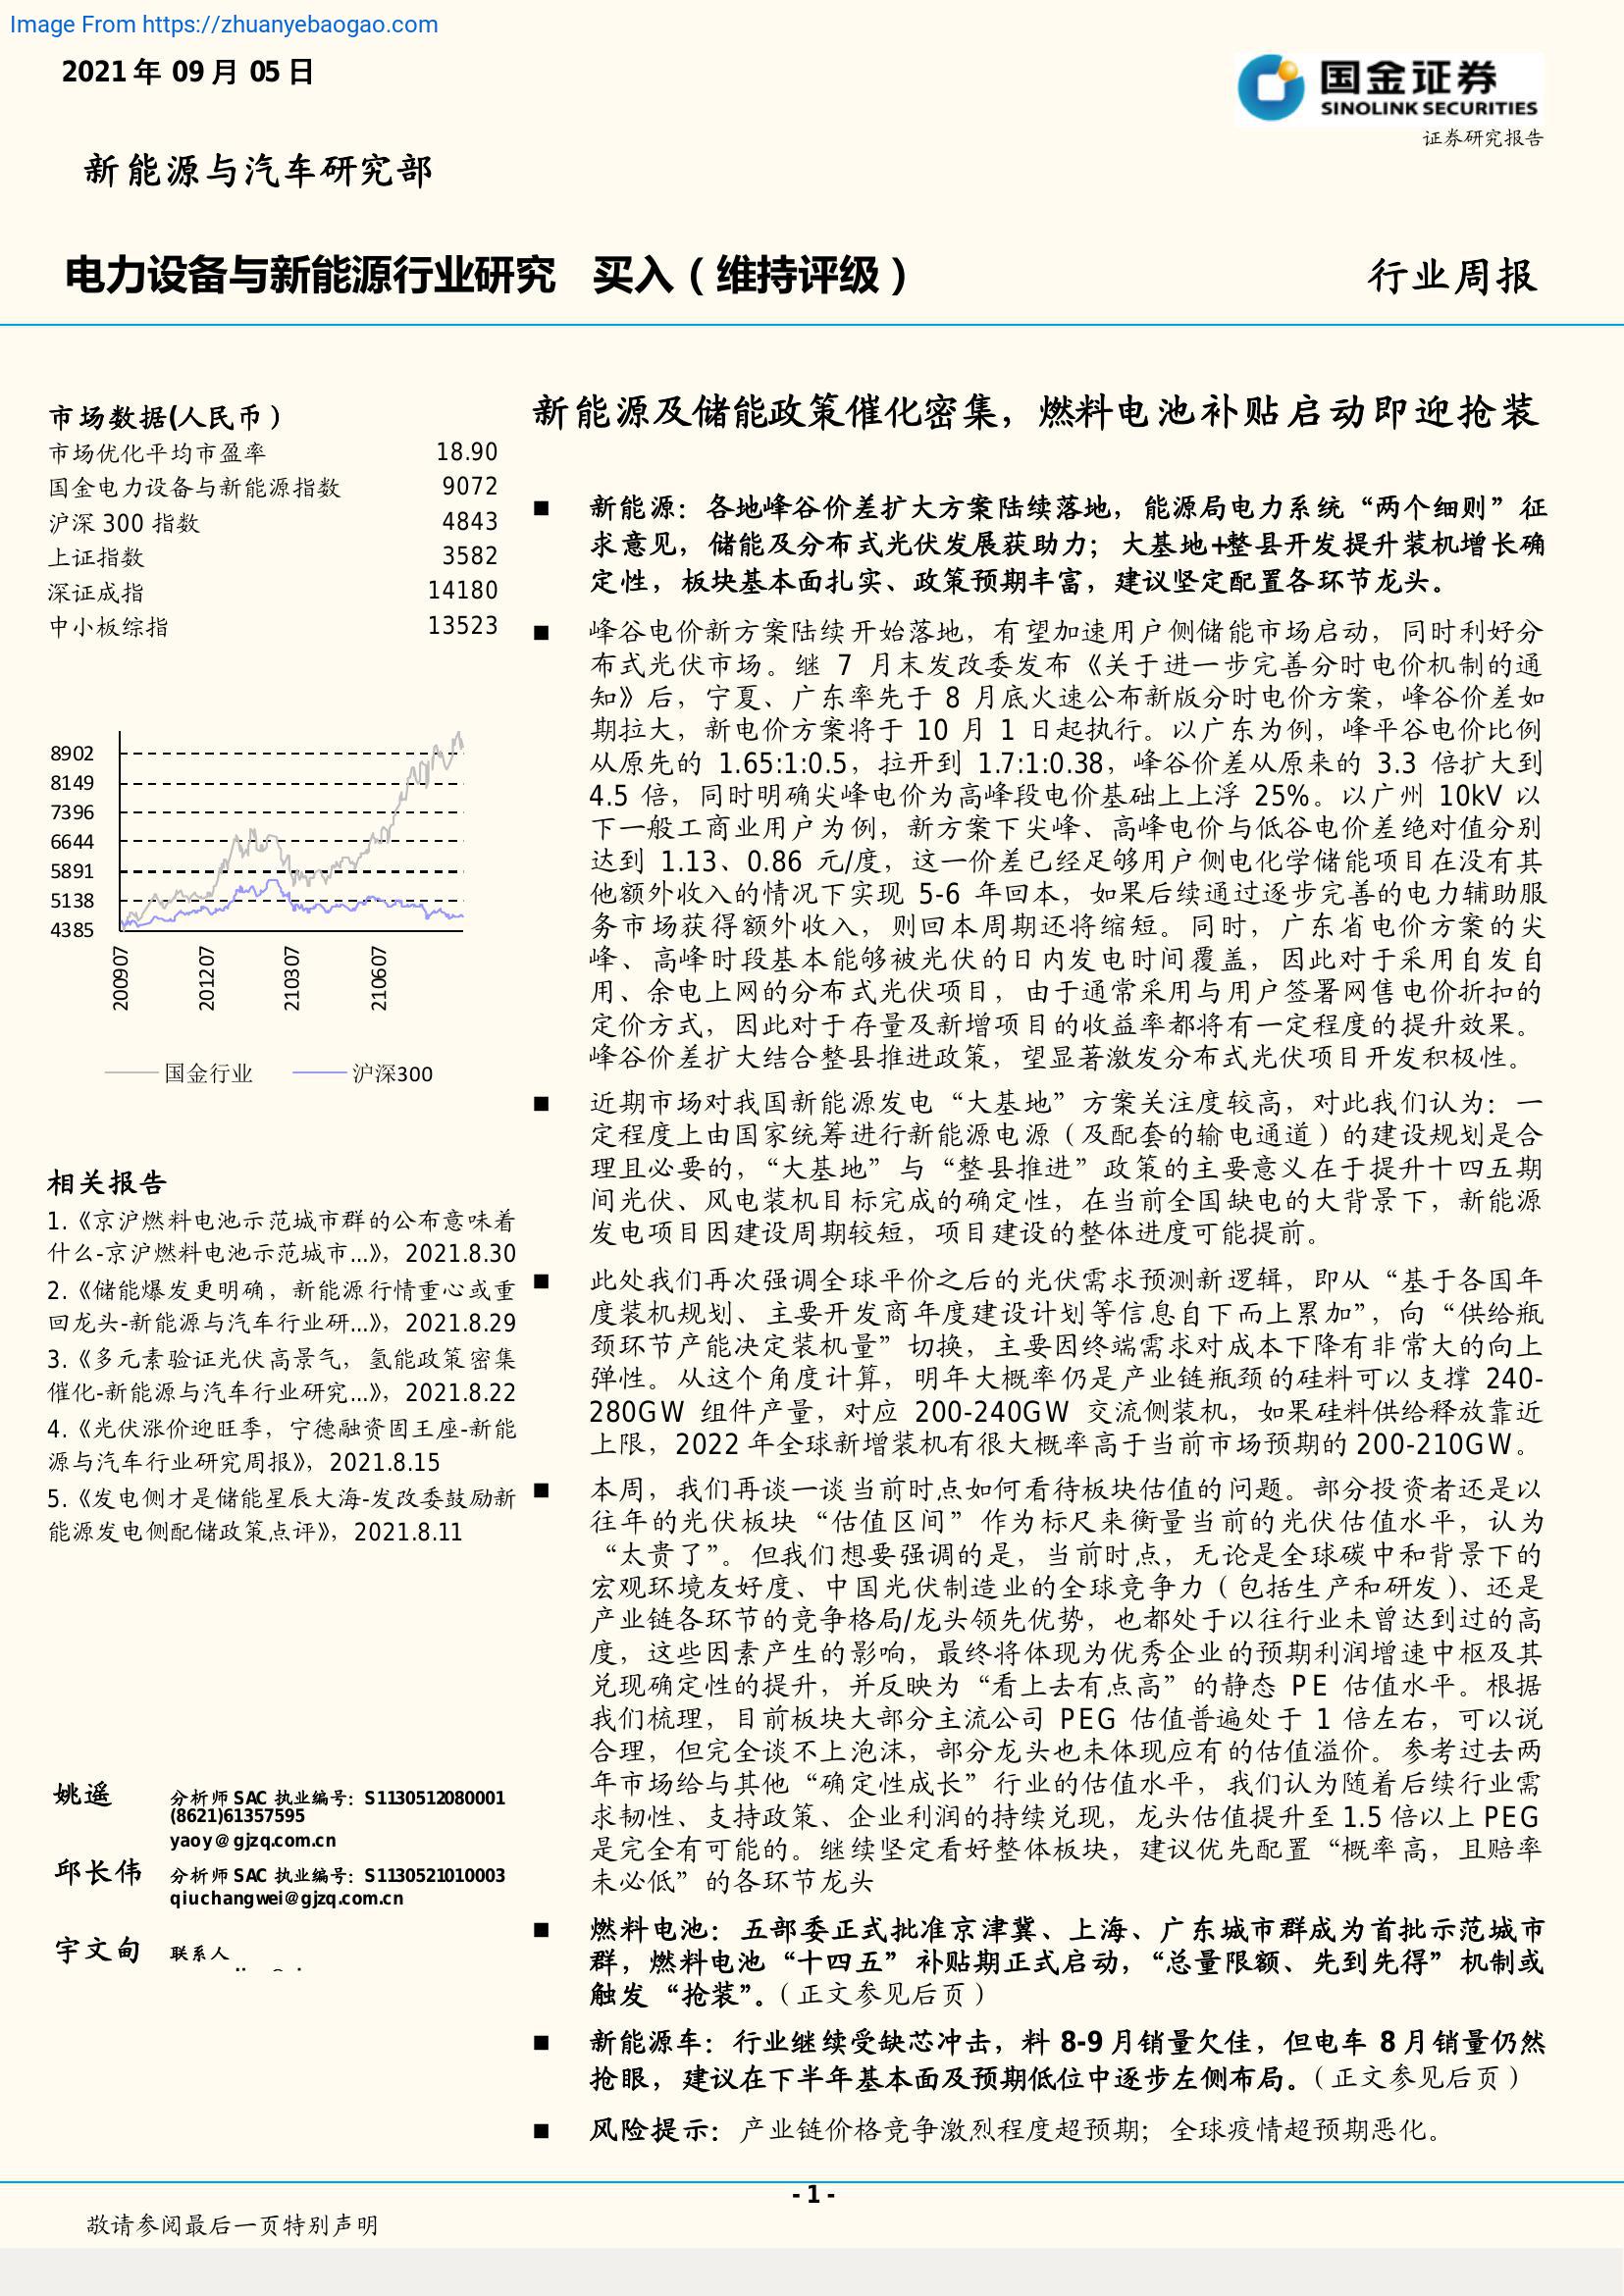 Image From https://zhuanyebaogao.com
2021 年 09 月 05 日
国金证券
SINOLINK SECURITIES
证券研究报告
新能源与汽车研究部
电力设备与新能源行业研究 买入（维持评级）
行业周报
市场数据(人民币）
市场优化平均市盈率 18.90
国金电力设备与新能源指数 9072
沪深 300 指数 4843
上证指数 3582
深证成指 14180
中小板综指 13523
8902
8149
7396
6644
5891
5138
4385
200907 201207 210307 210607
国金行业 沪深300
相关报告
1.《京沪燃料电池示范城市群的公布意味着
什么-京沪燃料电池示范城市...》，2021.8.30
2.《储能爆发更明确，新能源行情重心或重
回龙头-新能源与汽车行业研...》，2021.8.29
3.《多元素验证光伏高景气，氢能政策密集
催化-新能源与汽车行业研究...》，2021.8.22
4.《光伏涨价迎旺季，宁德融资固王座-新能
源与汽车行业研究周报》，2021.8.15
5.《发电侧才是储能星辰大海-发改委鼓励新
能源发电侧配储政策点评》，2021.8.11
姚遥 分析师 SAC 执业编号：S1130512080001
(8621)61357595
yaoy＠gjzq.com.cn
邱长伟 分析师 SAC 执业编号：S1130521010003
qiuchangwei@gjzq.com.cn
宇文甸 联系人
新能源及储能政策催化密集，燃料电池补贴启动即迎抢装
■ 新能源：各地峰谷价差扩大方案陆续落地，能源局电力系统“两个细则”征
求意见，储能及分布式光伏发展获助力；大基地+整县开发提升装机增长确
定性，板块基本面扎实、政策预期丰富，建议坚定配置各环节龙头。
■ 峰谷电价新方案陆续开始落地，有望加速用户侧储能市场启动，同时利好分
布式光伏市场。继 7 月末发改委发布《关于进一步完善分时电价机制的通
知》后，宁夏、广东率先于 8 月底火速公布新版分时电价方案，峰谷价差如
期拉大，新电价方案将于 10 月 1 日起执行。以广东为例，峰平谷电价比例
从原先的 1.65:1:0.5，拉开到 1.7:1:0.38，峰谷价差从原来的 3.3 倍扩大到
4.5 倍，同时明确尖峰电价为高峰段电价基础上上浮 25%。以广州 10kV 以
下一般工商业用户为例，新方案下尖峰、高峰电价与低谷电价差绝对值分别
达到 1.13、0.86 元/度，这一价差已经足够用户侧电化学储能项目在没有其
他额外收入的情况下实现 5-6 年回本，如果后续通过逐步完善的电力辅助服
务市场获得额外收入，则回本周期还将缩短。同时，广东省电价方案的尖
峰、高峰时段基本能够被光伏的日内发电时间覆盖，因此对于采用自发自
用、余电上网的分布式光伏项目，由于通常采用与用户签署网售电价折扣的
定价方式，因此对于存量及新增项目的收益率都将有一定程度的提升效果。
峰谷价差扩大结合整县推进政策，望显著激发分布式光伏项目开发积极性。
■ 近期市场对我国新能源发电“大基地”方案关注度较高，对此我们认为：一
定程度上由国家统筹进行新能源电源（及配套的输电通道）的建设规划是合
理且必要的，“大基地”与“整县推进”政策的主要意义在于提升十四五期
间光伏、风电装机目标完成的确定性，在当前全国缺电的大背景下，新能源
发电项目因建设周期较短，项目建设的整体进度可能提前。
■ 此处我们再次强调全球平价之后的光伏需求预测新逻辑，即从“基于各国年
度装机规划、主要开发商年度建设计划等信息自下而上累加”，向“供给瓶
颈环节产能决定装机量”切换，主要因终端需求对成本下降有非常大的向上
弹性。从这个角度计算，明年大概率仍是产业链瓶颈的硅料可以支撑 240-
280GW 组件产量，对应 200-240GW 交流侧装机，如果硅料供给释放靠近
上限，2022 年全球新增装机有很大概率高于当前市场预期的 200-210GW。
■ 本周，我们再谈一谈当前时点如何看待板块估值的问题。部分投资者还是以
往年的光伏板块“估值区间”作为标尺来衡量当前的光伏估值水平，认为
“太贵了”。但我们想要强调的是，当前时点，无论是全球碳中和背景下的
宏观环境友好度、中国光伏制造业的全球竞争力（包括生产和研发）、还是
产业链各环节的竞争格局/龙头领先优势，也都处于以往行业未曾达到过的高
度，这些因素产生的影响，最终将体现为优秀企业的预期利润增速中枢及其
兑现确定性的提升，并反映为“看上去有点高”的静态 PE 估值水平。根据
我们梳理，目前板块大部分主流公司 PEG 估值普遍处于 1 倍左右，可以说
合理，但完全谈不上泡沫，部分龙头也未体现应有的估值溢价。参考过去两
年市场给与其他“确定性成长”行业的估值水平，我们认为随着后续行业需
求韧性、支持政策、企业利润的持续兑现，龙头估值提升至 1.5 倍以上 PEG
是完全有可能的。继续坚定看好整体板块，建议优先配置“概率高，且赔率
未必低”的各环节龙头
■ 燃料电池：五部委正式批准京津冀、上海、广东城市群成为首批示范城市
群，燃料电池“十四五”补贴期正式启动，“总量限额、先到先得”机制或
触发“抢装”。（正文参见后页）
■ 新能源车：行业继续受缺芯冲击，料 8-9 月销量欠佳，但电车 8 月销量仍然
抢眼，建议在下半年基本面及预期低位中逐步左侧布局。（正文参见后页）
■ 风险提示：产业链价格竞争激烈程度超预期；全球疫情超预期恶化。
- 1 -
敬请参阅最后一页特别声明